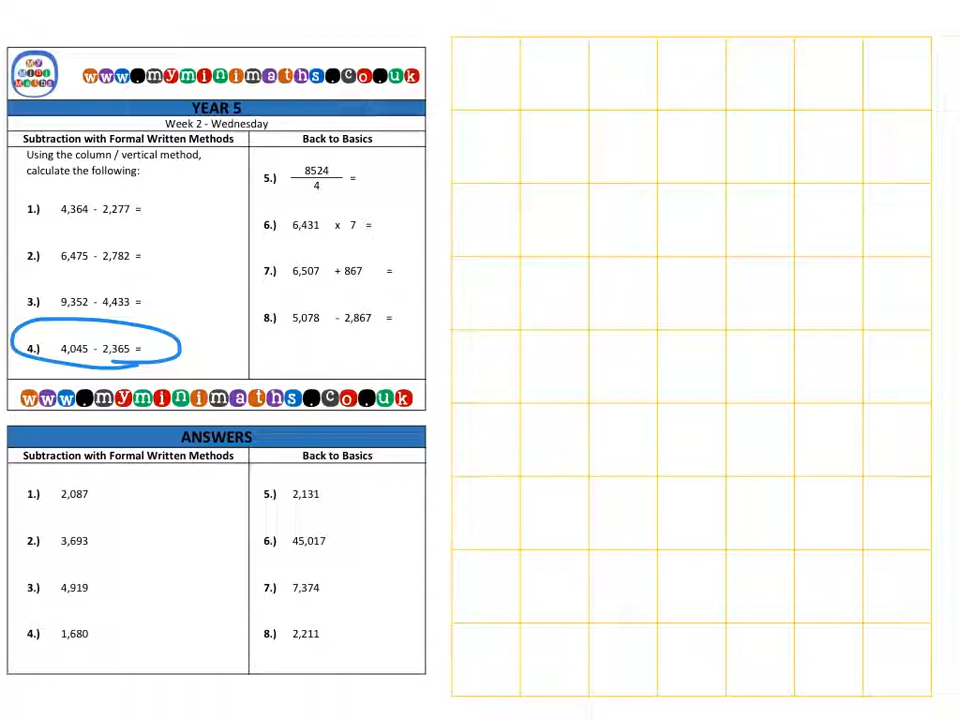 My
Mini
Maths
www.myminimaths.co.uk
YEAR 5
Week 2 - Wednesday
Subtraction with Formal Written Methods
Using the column / vertical method,
calculate the following:
1.) 4,364 - 2,277 =
2.) 6,475 - 2,782 =
3.) 9,352 - 4,433 =
4.) 4,045 - 2,365 =
Back to Basics
5.) 8524
4 =
6.) 6,431 x 7 =
7.) 6,507 + 867 =
8.) 5,078 - 2,867 =
www.myminimaths.co.uk
ANSWERS
Subtraction with Formal Written Methods
1.) 2,087
2.) 3,693
3.) 4,919
4.) 1,680
Back to Basics
5.) 2,131
6.) 45,017
7.) 7,374
8.) 2,211